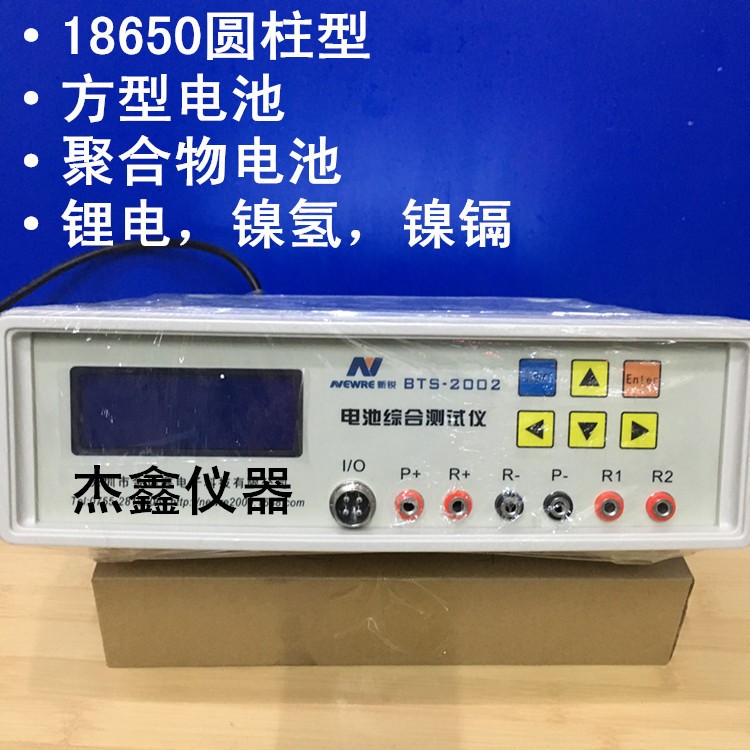 • 18650圆柱型
• 方型电池
• 聚合物电池
• 锂电，镍氢，镍镉
NEWRE 新锐 BTS-2002
Enter
电池综合测试仪
I/O P+ R+ R- P- R1 R2
杰鑫仪器